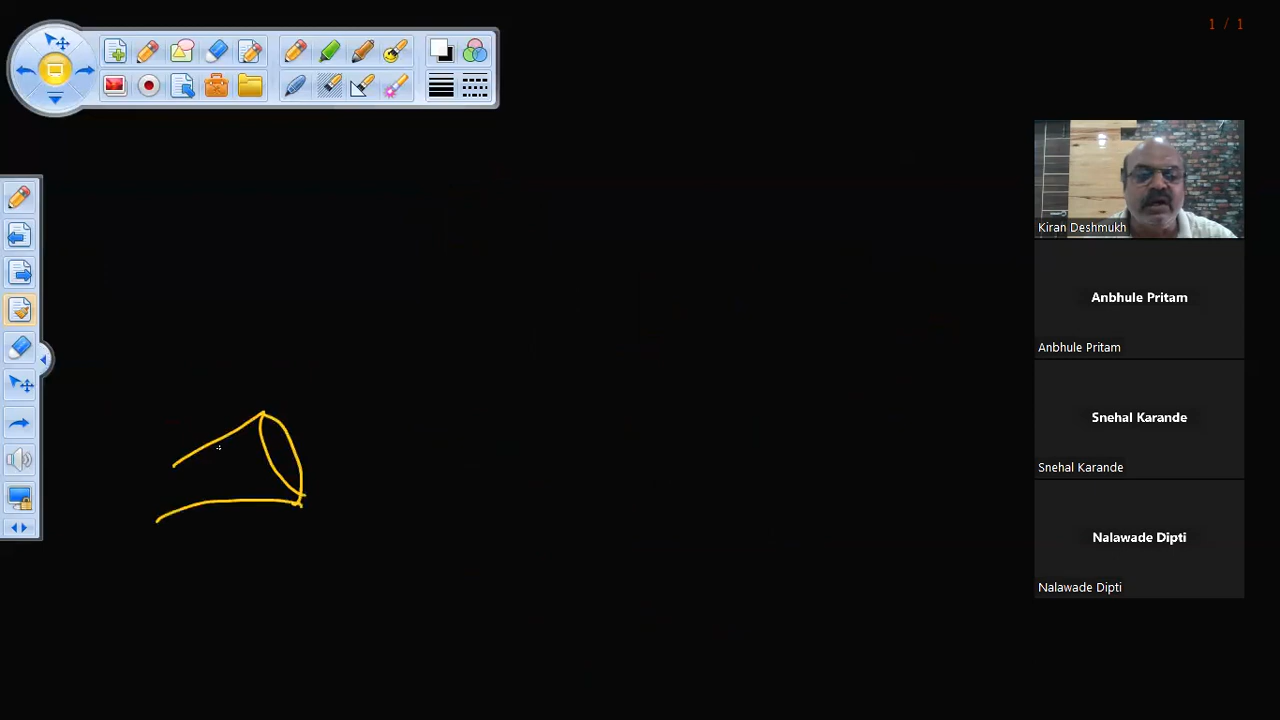 1 / 1
Kiran Deshmukh
Anbhule Pritam
Anbhule Pritam
Snehal Karande
Snehal Karande
Nalawade Dipti
Nalawade Dipti